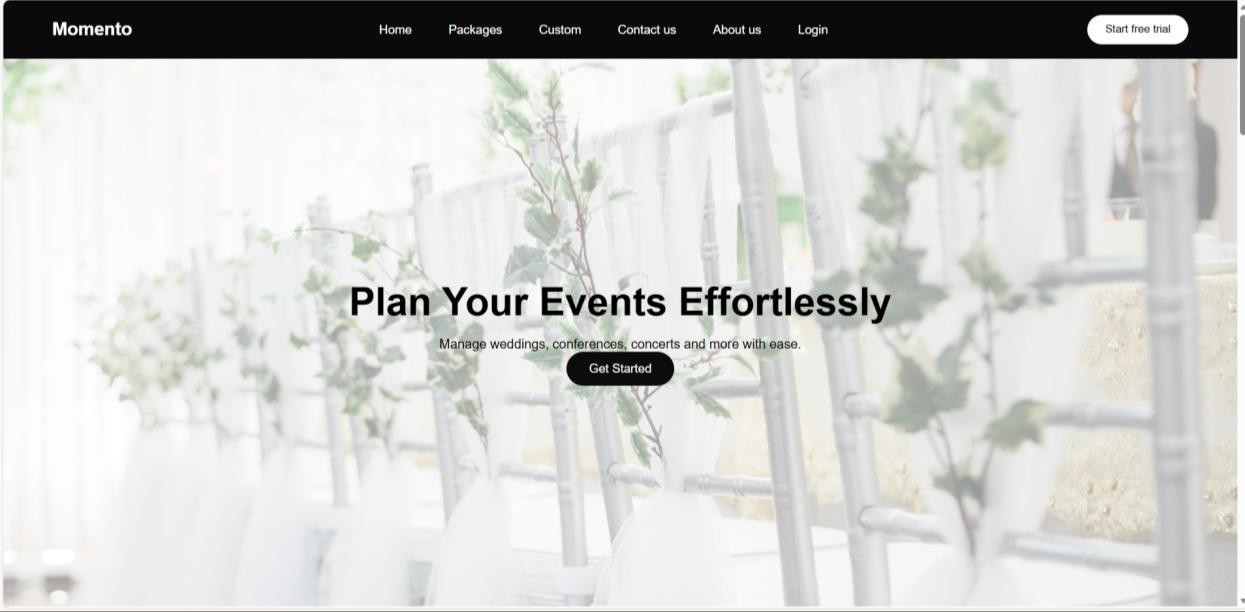 Momento
Home Packages Custom Contact us About us Login
Start free trial
Plan Your Events Effortlessly
Manage weddings, conferences, concerts and more with ease.
Get Started